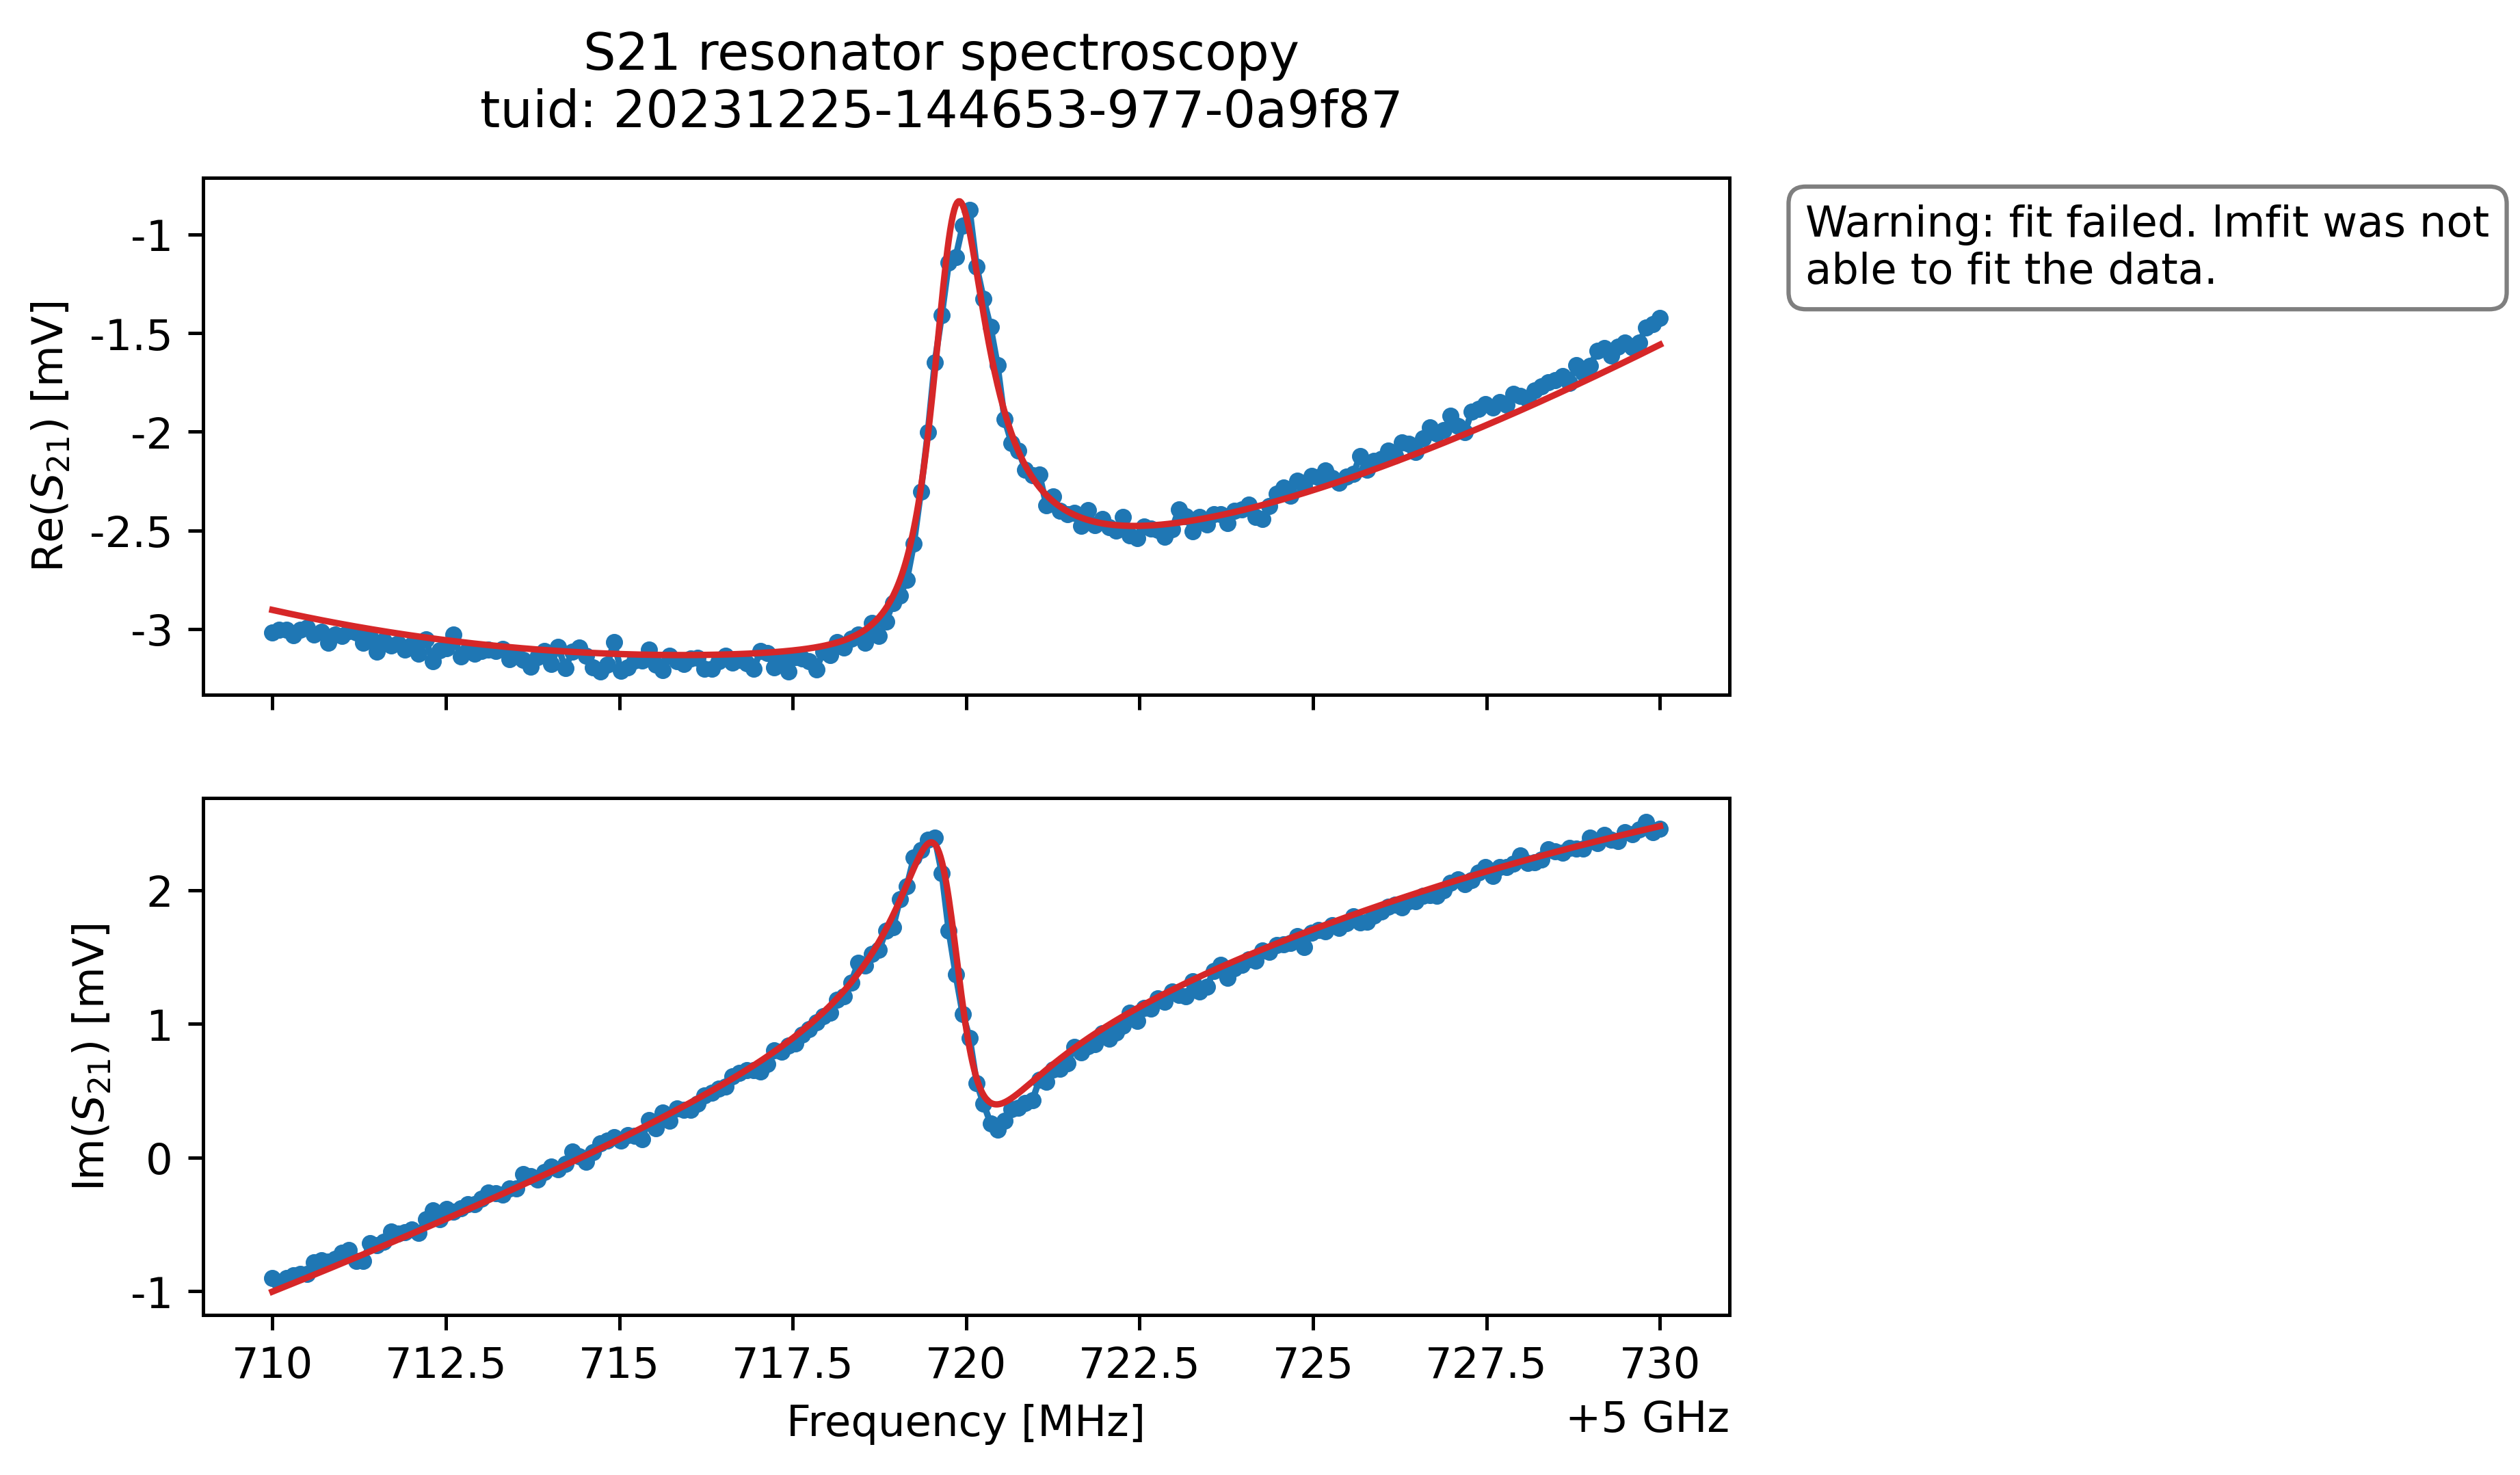 S21 resonator spectroscopy
tuid: 20231225-144653-977-0a9f87
Warning: fit failed. lmfit was not
able to fit the data.
Re(S21) [mV]
-1
-1.5
-2
-2.5
-3
Im(S21) [mV]
2
1
0
-1
710 712.5 715 717.5 720 722.5 725 727.5 730
Frequency [MHz]
+5 GHz